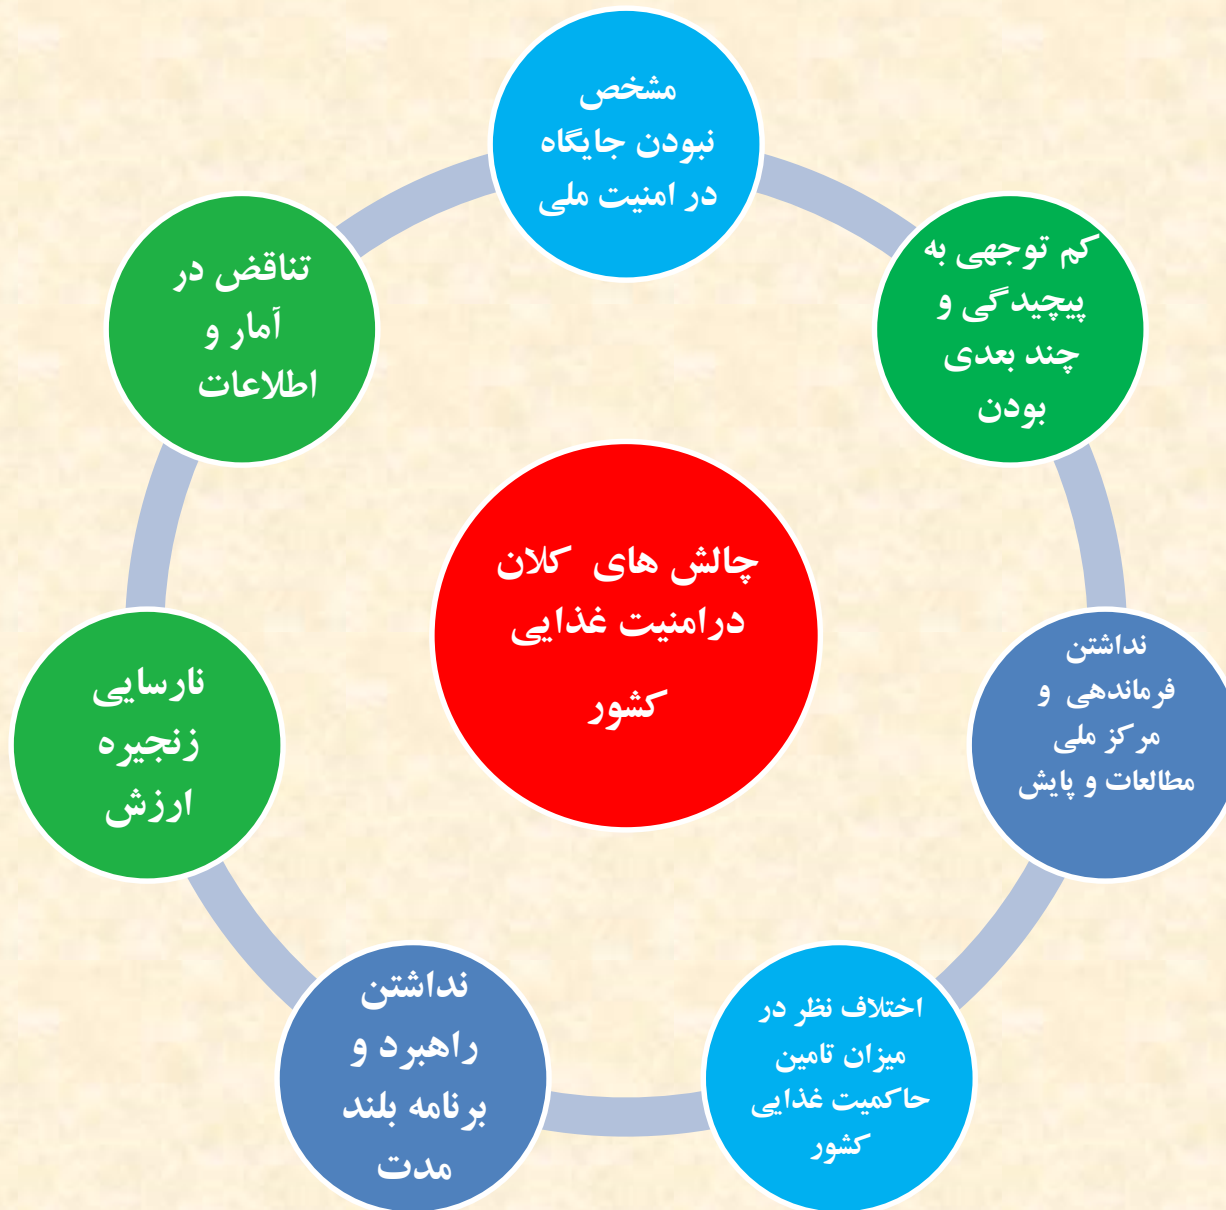 مشخص
نبودن جایگاه
در امنیت ملی
کم توجهی به
پیچیدگی و
چند بعدی
بودن
نداشتن
فرماندهی و
مرکز ملی
مطالعات و پایش
اختلاف نظر در
میزان تامین
حاکمیت غذایی
کشور
نداشتن
راهبرد و
برنامه بلند
مدت
نارسایی
زنجیره
ارزش
تناقض در
آمار و
اطلاعات
چالش های کلان
درامنیت غذایی
کشور